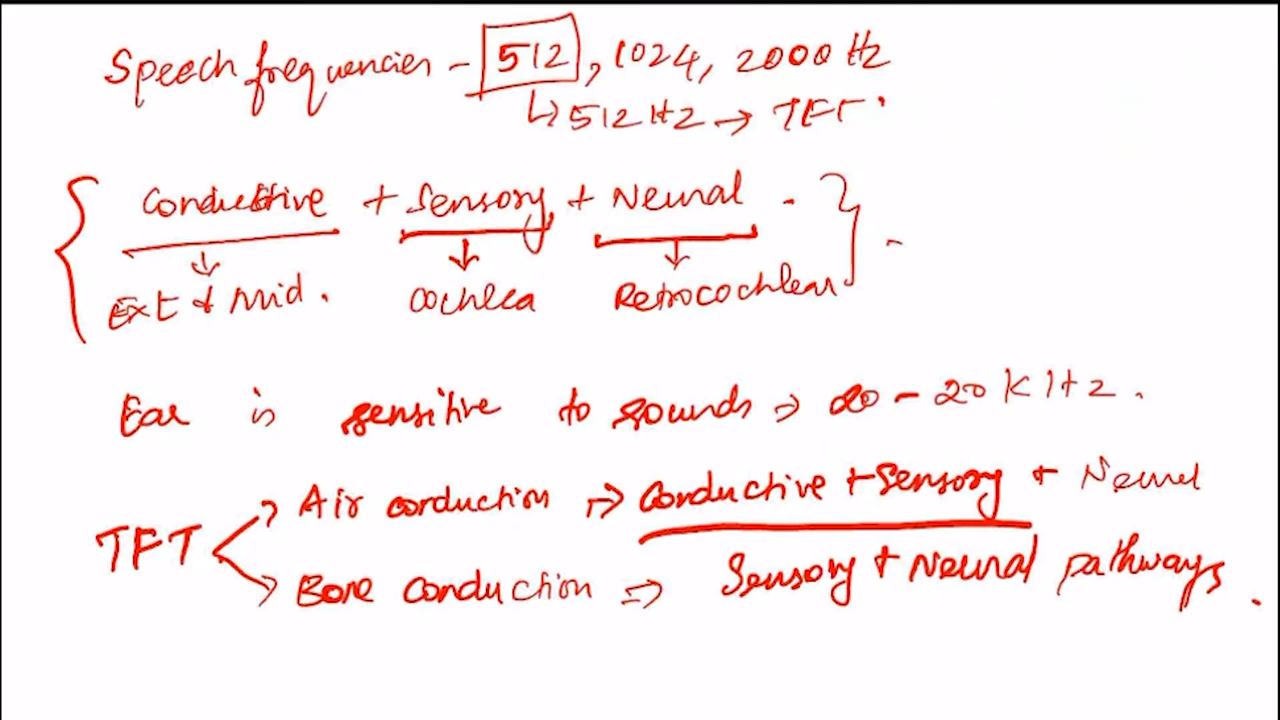 Speech frequencies - 512, 1024, 2000 Hz
↳ 512 Hz → TFT.
{ Conductive + Sensory + Neural . } -
↓ ↓ ↓
Ext & Mid. Cochlea Retrocochlear
Ear is sensitive to sounds ⇒ 20 - 20 K Hz.
Air conduction ⇒ Conductive + Sensory + Neural
TFT
Bone conduction ⇒ Sensory + Neural pathways.